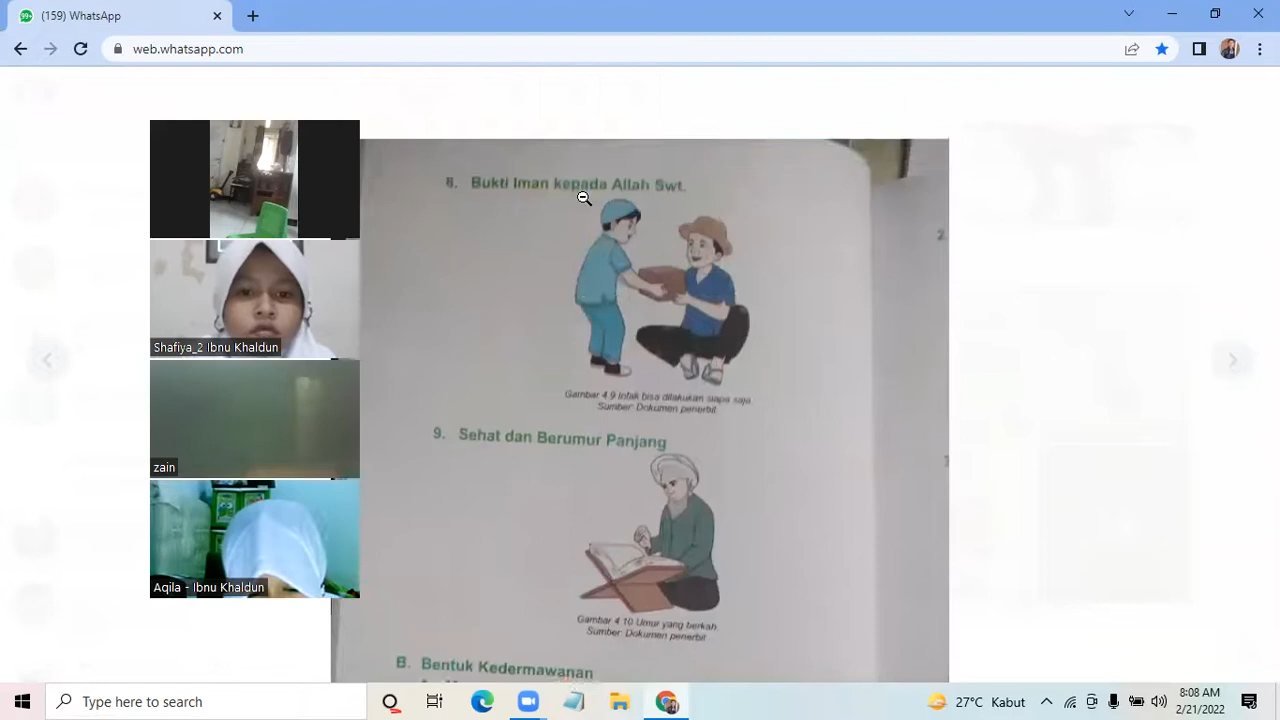 (159) WhatsApp
web.whatsapp.com
8. Bukti Iman kepada Allah Swt.
Gambar 4.9 Infak bisa dilakukan siapa saja
Sumber: Dokumen penerbit
9. Sehat dan Berumur Panjang
Gambar 4.10 Umur yang berkah
Sumber: Dokumen penerbit
B. Bentuk Kedermawanan
Shafiya_2 Ibnu Khaldun
zain
Aqila - Ibnu Khaldun
Type here to search
27°C Kabut
8:08 AM
2/21/2022